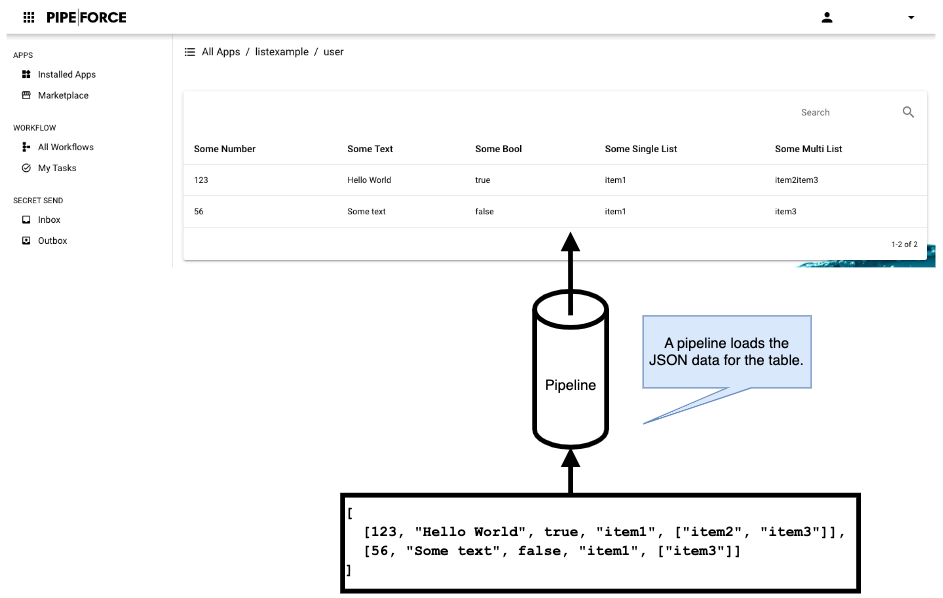 PIPEFORCE
All Apps / listexample / user
APPS
Installed Apps
Marketplace
WORKFLOW
All Workflows
My Tasks
SECRET SEND
Inbox
Outbox
Search
Some Number Some Text Some Bool Some Single List Some Multi List
123 Hello World true item1 item2item3
56 Some text false item1 item3
1-2 of 2
A pipeline loads the
JSON data for the table.
Pipeline
[
[123, "Hello World", true, "item1", ["item2", "item3"]],
[56, "Some text", false, "item1", ["item3"]]
]